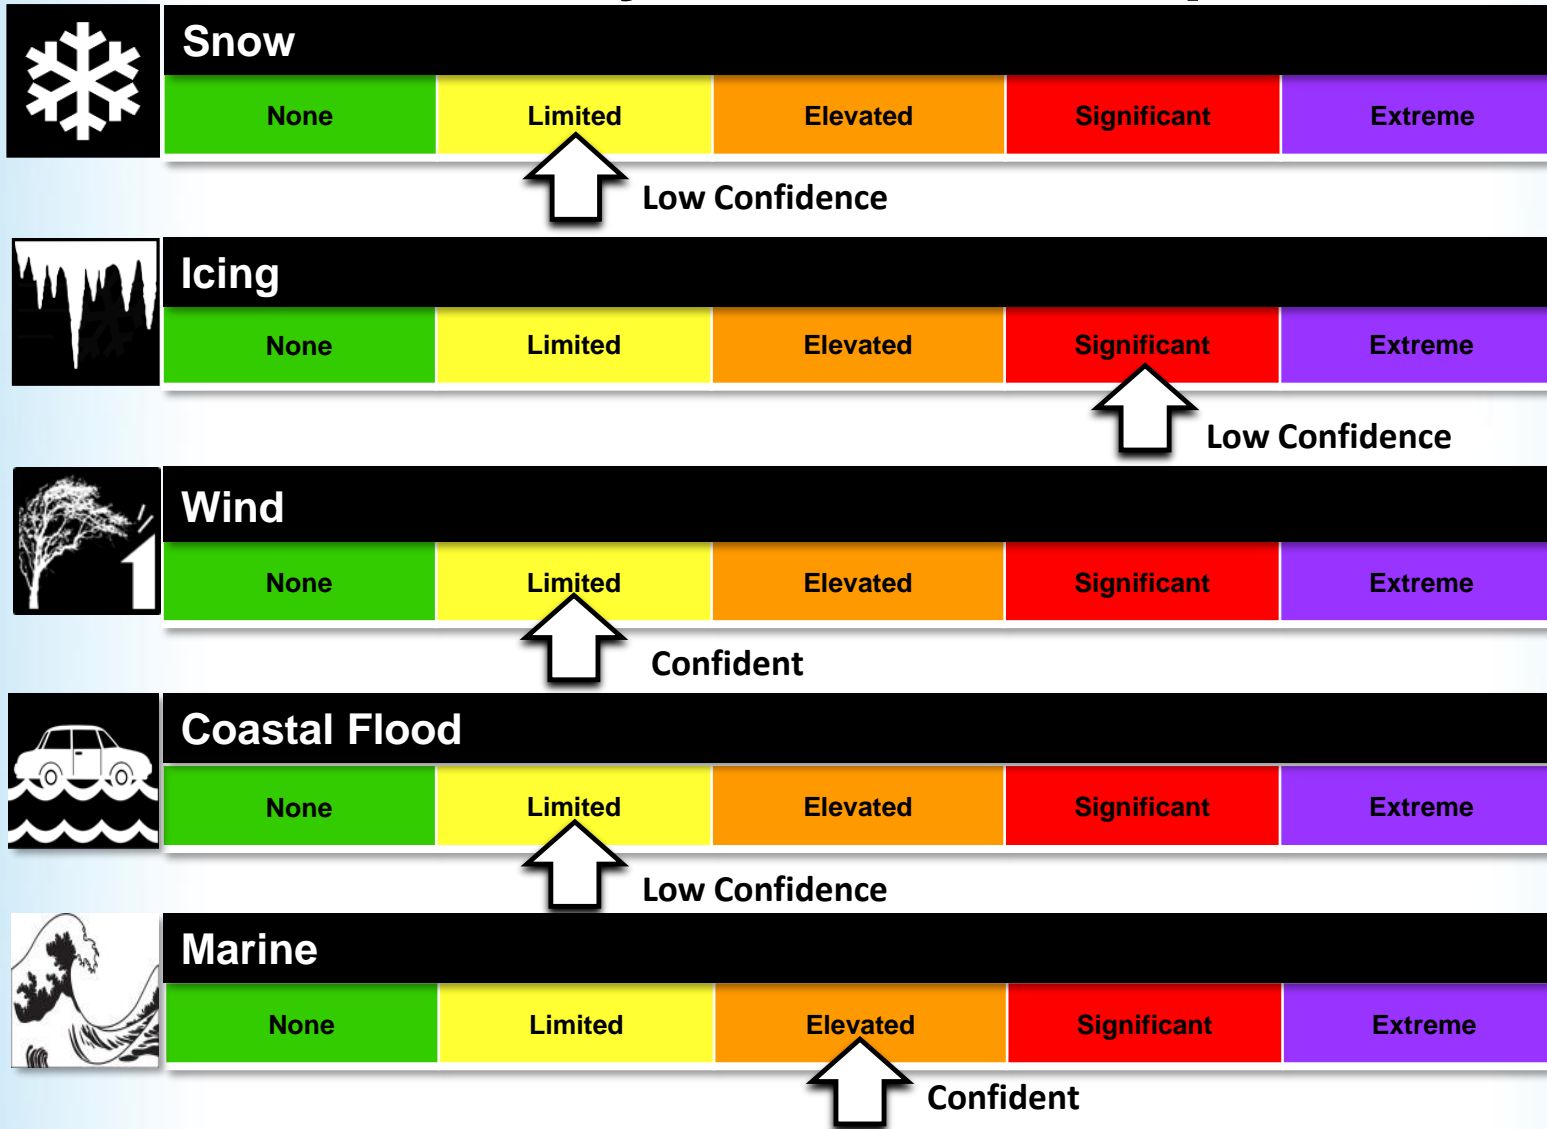 Snow
None Limited Elevated Significant Extreme
Low Confidence
Icing
None Limited Elevated Significant Extreme
Low Confidence
Wind
None Limited Elevated Significant Extreme
Confident
Coastal Flood
None Limited Elevated Significant Extreme
Low Confidence
Marine
None Limited Elevated Significant Extreme
Confident